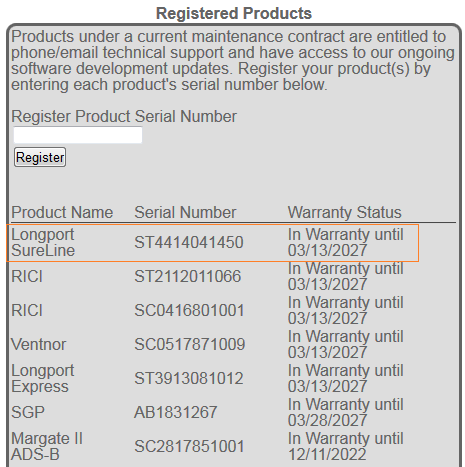 Registered Products
Products under a current maintenance contract are entitled to
phone/email technical support and have access to our ongoing
software development updates. Register your product(s) by
entering each product's serial number below.
Register Product Serial Number
Register
Product Name Serial Number Warranty Status
Longport SureLine ST4414041450 In Warranty until 03/13/2027
RICI ST2112011066 In Warranty until 03/13/2027
RICI SC0416801001 In Warranty until 03/13/2027
Ventnor SC0517871009 In Warranty until 03/13/2027
Longport Express ST3913081012 In Warranty until 03/13/2027
SGP AB1831267 In Warranty until 03/28/2027
Margate II ADS-B SC2817851001 In Warranty until 12/11/2022